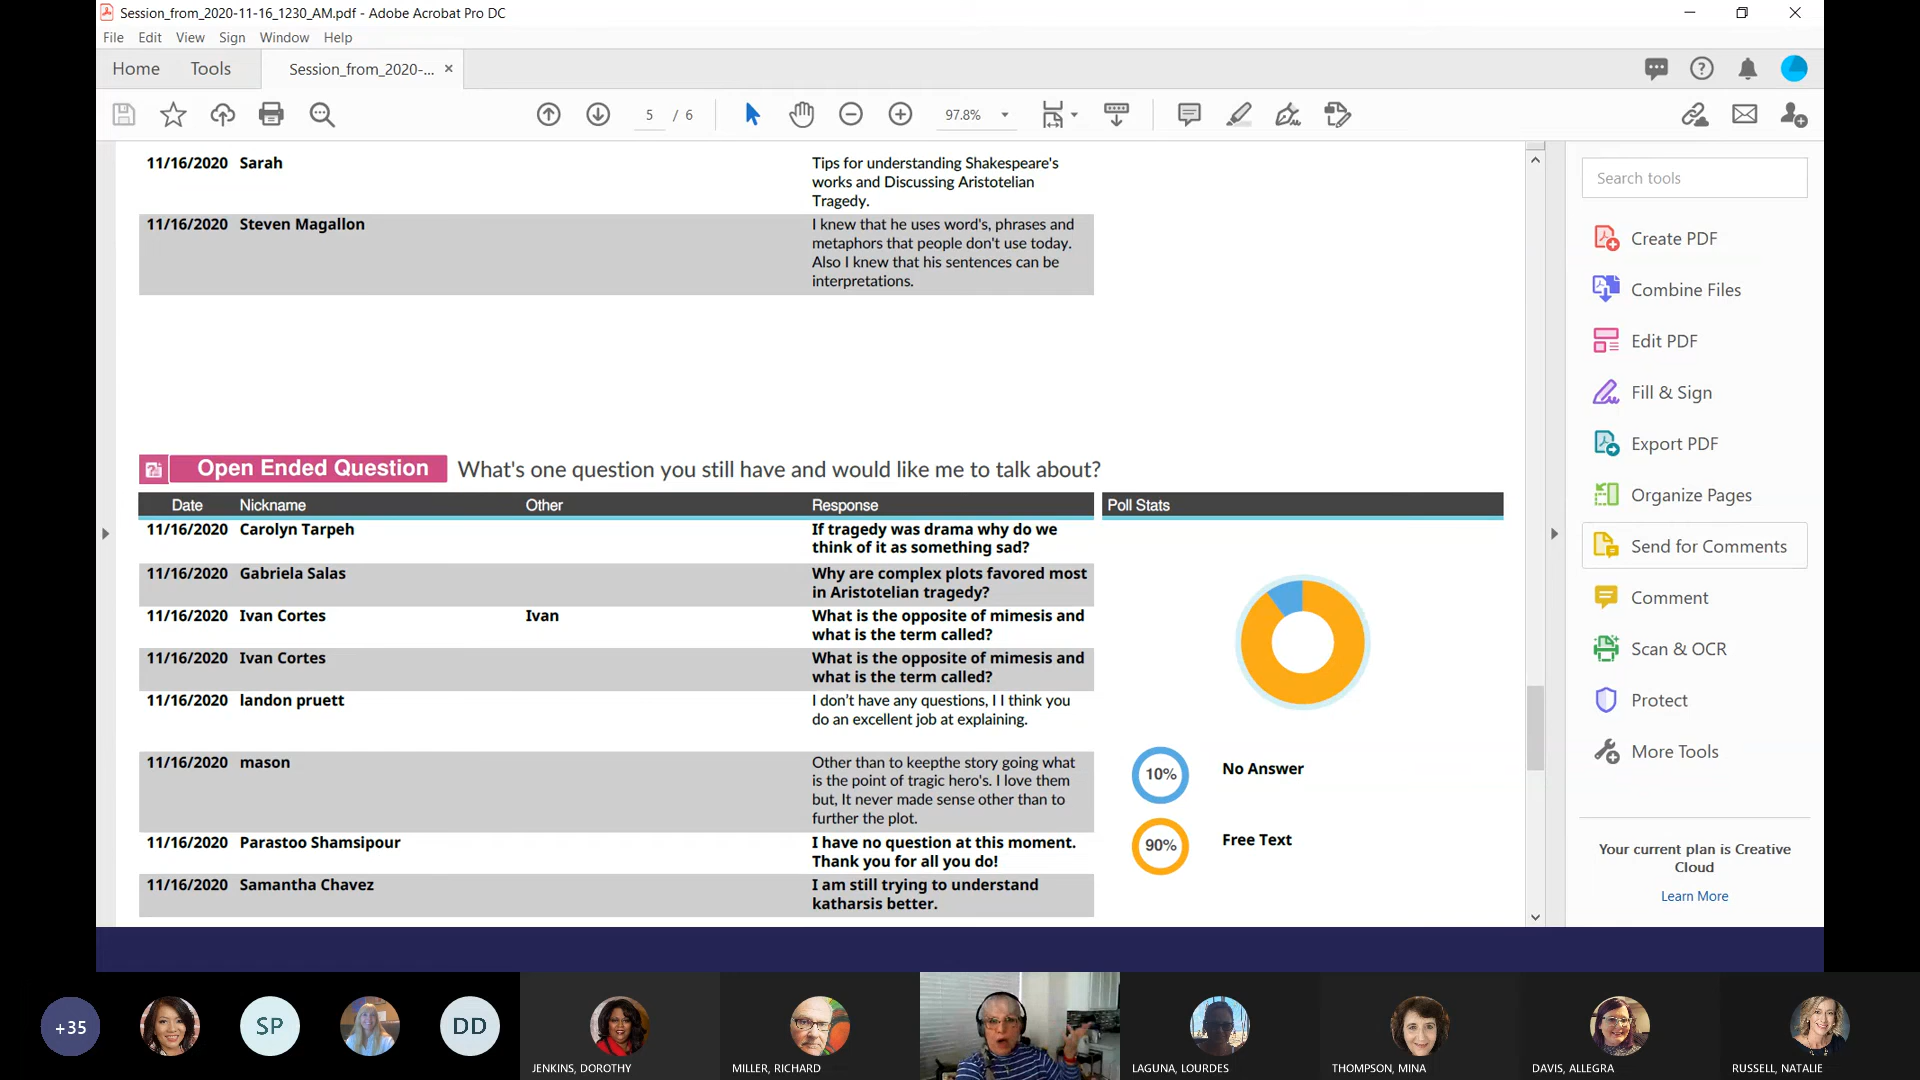 Session_from_2020-11-16_1230_AM.pdf - Adobe Acrobat Pro DC
File Edit View Sign Window Help
Home Tools Session_from_2020-... ×
5 / 6 97.8%
11/16/2020 Sarah Tips for understanding Shakespeare's
works and Discussing Aristotelian
Tragedy.
11/16/2020 Steven Magallon I knew that he uses word's, phrases and
metaphors that people don't use today.
Also I knew that his sentences can be
interpretations.
Open Ended Question What's one question you still have and would like me to talk about?
Date Nickname Other Response Poll Stats
11/16/2020 Carolyn Tarpeh If tragedy was drama why do we
think of it as something sad?
11/16/2020 Gabriela Salas Why are complex plots favored most
in Aristotelian tragedy?
11/16/2020 Ivan Cortes Ivan What is the opposite of mimesis and
what is the term called?
11/16/2020 Ivan Cortes What is the opposite of mimesis and
what is the term called?
11/16/2020 landon pruett I don't have any questions, I I think you
do an excellent job at explaining.
11/16/2020 mason Other than to keepthe story going what
is the point of tragic hero's. I love them
but, It never made sense other than to
further the plot.
11/16/2020 Parastoo Shamsipour I have no question at this moment.
Thank you for all you do!
11/16/2020 Samantha Chavez I am still trying to understand
katharsis better.
10% No Answer
90% Free Text
Search tools
Create PDF
Combine Files
Edit PDF
Fill & Sign
Export PDF
Organize Pages
Send for Comments
Comment
Scan & OCR
Protect
More Tools
Your current plan is Creative
Cloud
Learn More
+35 SP DD
JENKINS, DOROTHY MILLER, RICHARD LAGUNA, LOURDES THOMPSON, MINA DAVIS, ALLEGRA RUSSELL, NATALIE